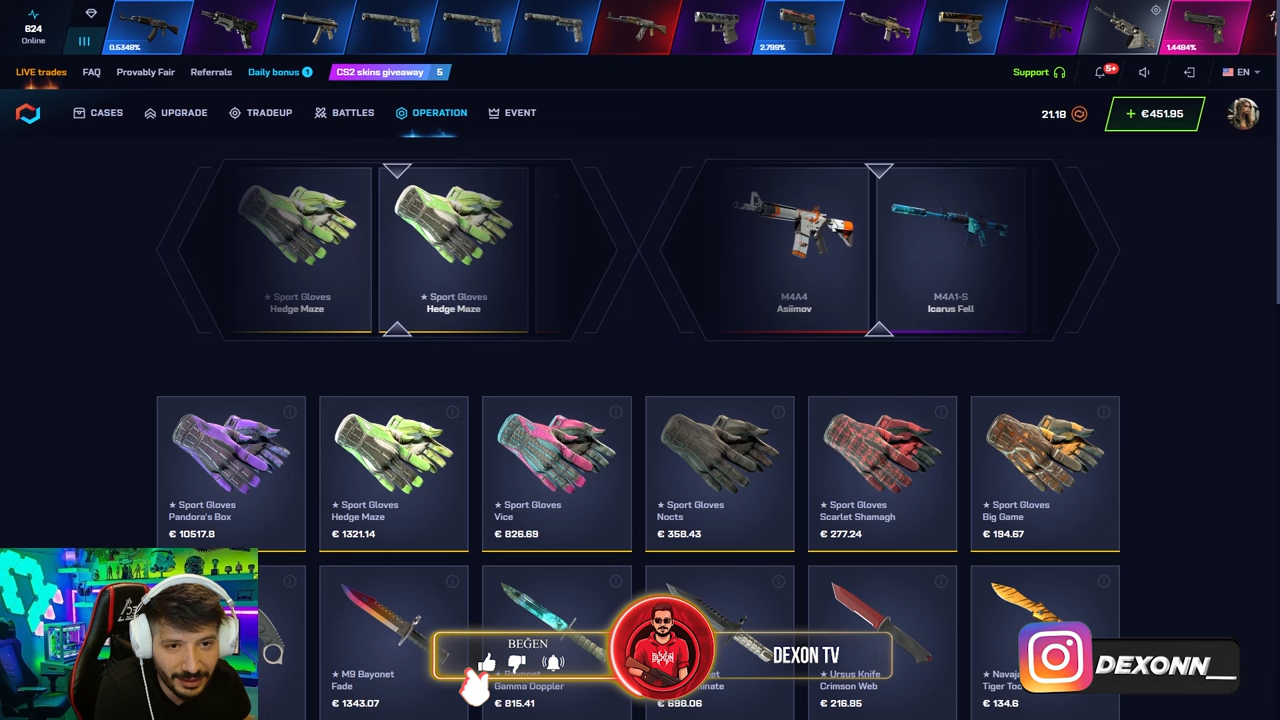 624
Online
0.5348%
2.799%
1.4484%
LIVE trades
FAQ
Provably Fair
Referrals
Daily bonus 1
CS2 skins giveaway 5
Support
5+
EN
CASES
UPGRADE
TRADEUP
BATTLES
OPERATION
EVENT
21.18
+ €451.95
★ Sport Gloves
Hedge Maze
★ Sport Gloves
Hedge Maze
M4A4
Asiimov
M4A1-S
Icarus Fell
★ Sport Gloves
Pandora's Box
€ 10517.8
★ Sport Gloves
Hedge Maze
€ 1321.14
★ Sport Gloves
Vice
€ 826.69
★ Sport Gloves
Nocts
€ 358.43
★ Sport Gloves
Scarlet Shamagh
€ 277.24
★ Sport Gloves
Big Game
€ 194.67
★ M9 Bayonet
Fade
€ 1343.07
Gamma Doppler
€ 815.41
€ 698.06
★ Ursus Knife
Crimson Web
€ 216.85
€ 134.6
BEĞEN
DEXON TV
DEXONN__